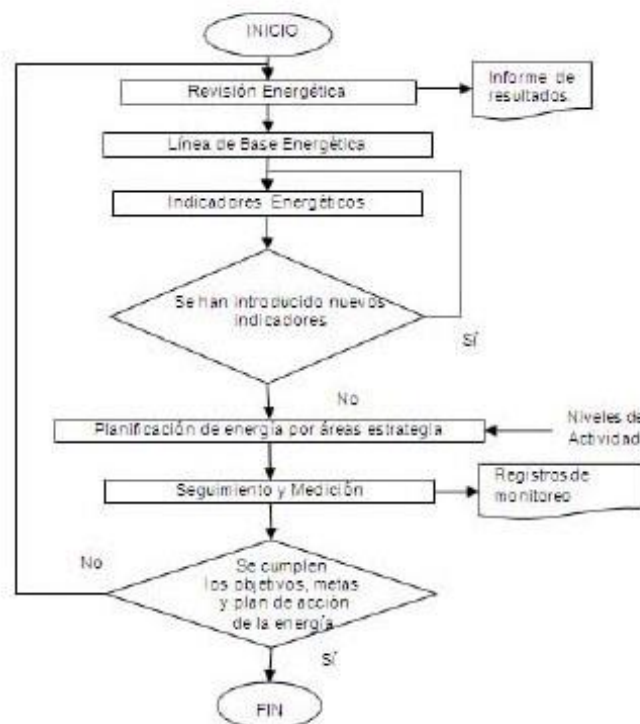 INICIO
Revisión Energética
Informe de
resultados.
Línea de Base Energética
Indicadores Energéticos
Se han introducido nuevos
indicadores
Sí
No
Planificación de energía por áreas estrategia
Niveles de
Actividad
Seguimiento y Medición
Registros de
monitoreo
No
Se cumplen
los objetivos, metas
y plan de acción
de la energía
Sí
FIN